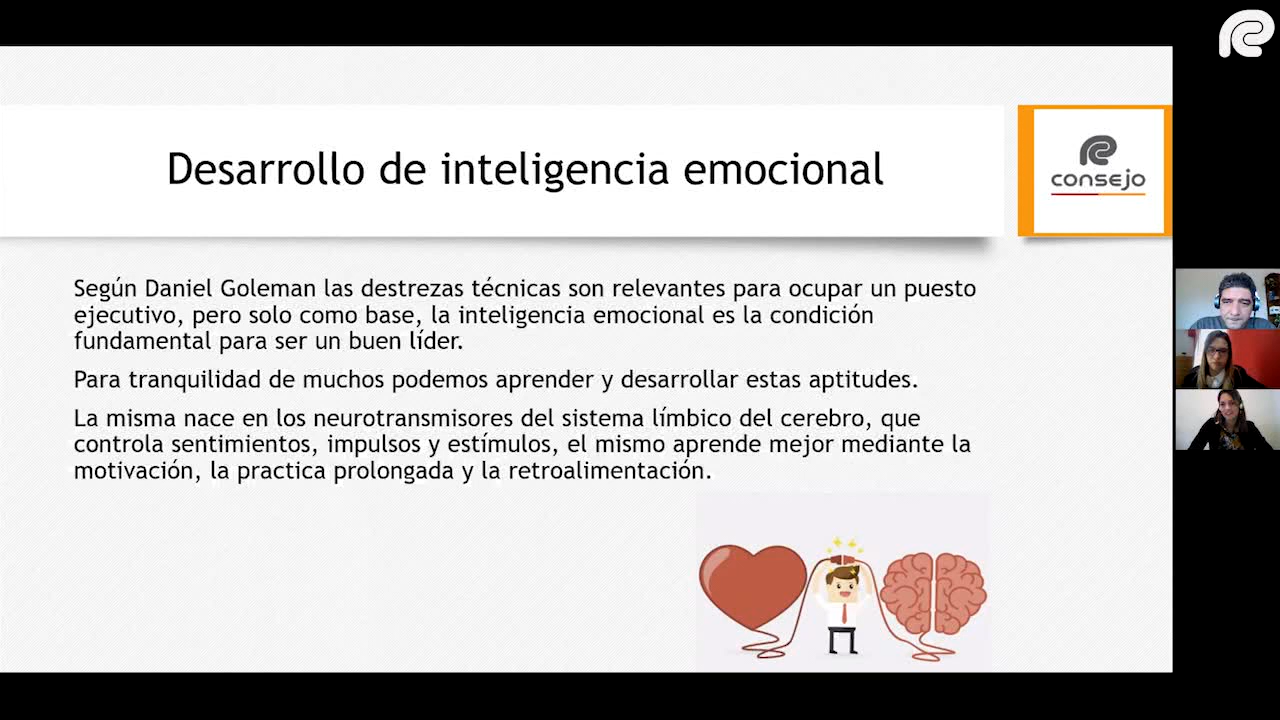 Desarrollo de inteligencia emocional
consejo
Según Daniel Goleman las destrezas técnicas son relevantes para ocupar un puesto
ejecutivo, pero solo como base, la inteligencia emocional es la condición
fundamental para ser un buen líder.
Para tranquilidad de muchos podemos aprender y desarrollar estas aptitudes.
La misma nace en los neurotransmisores del sistema límbico del cerebro, que
controla sentimientos, impulsos y estímulos, el mismo aprende mejor mediante la
motivación, la practica prolongada y la retroalimentación.